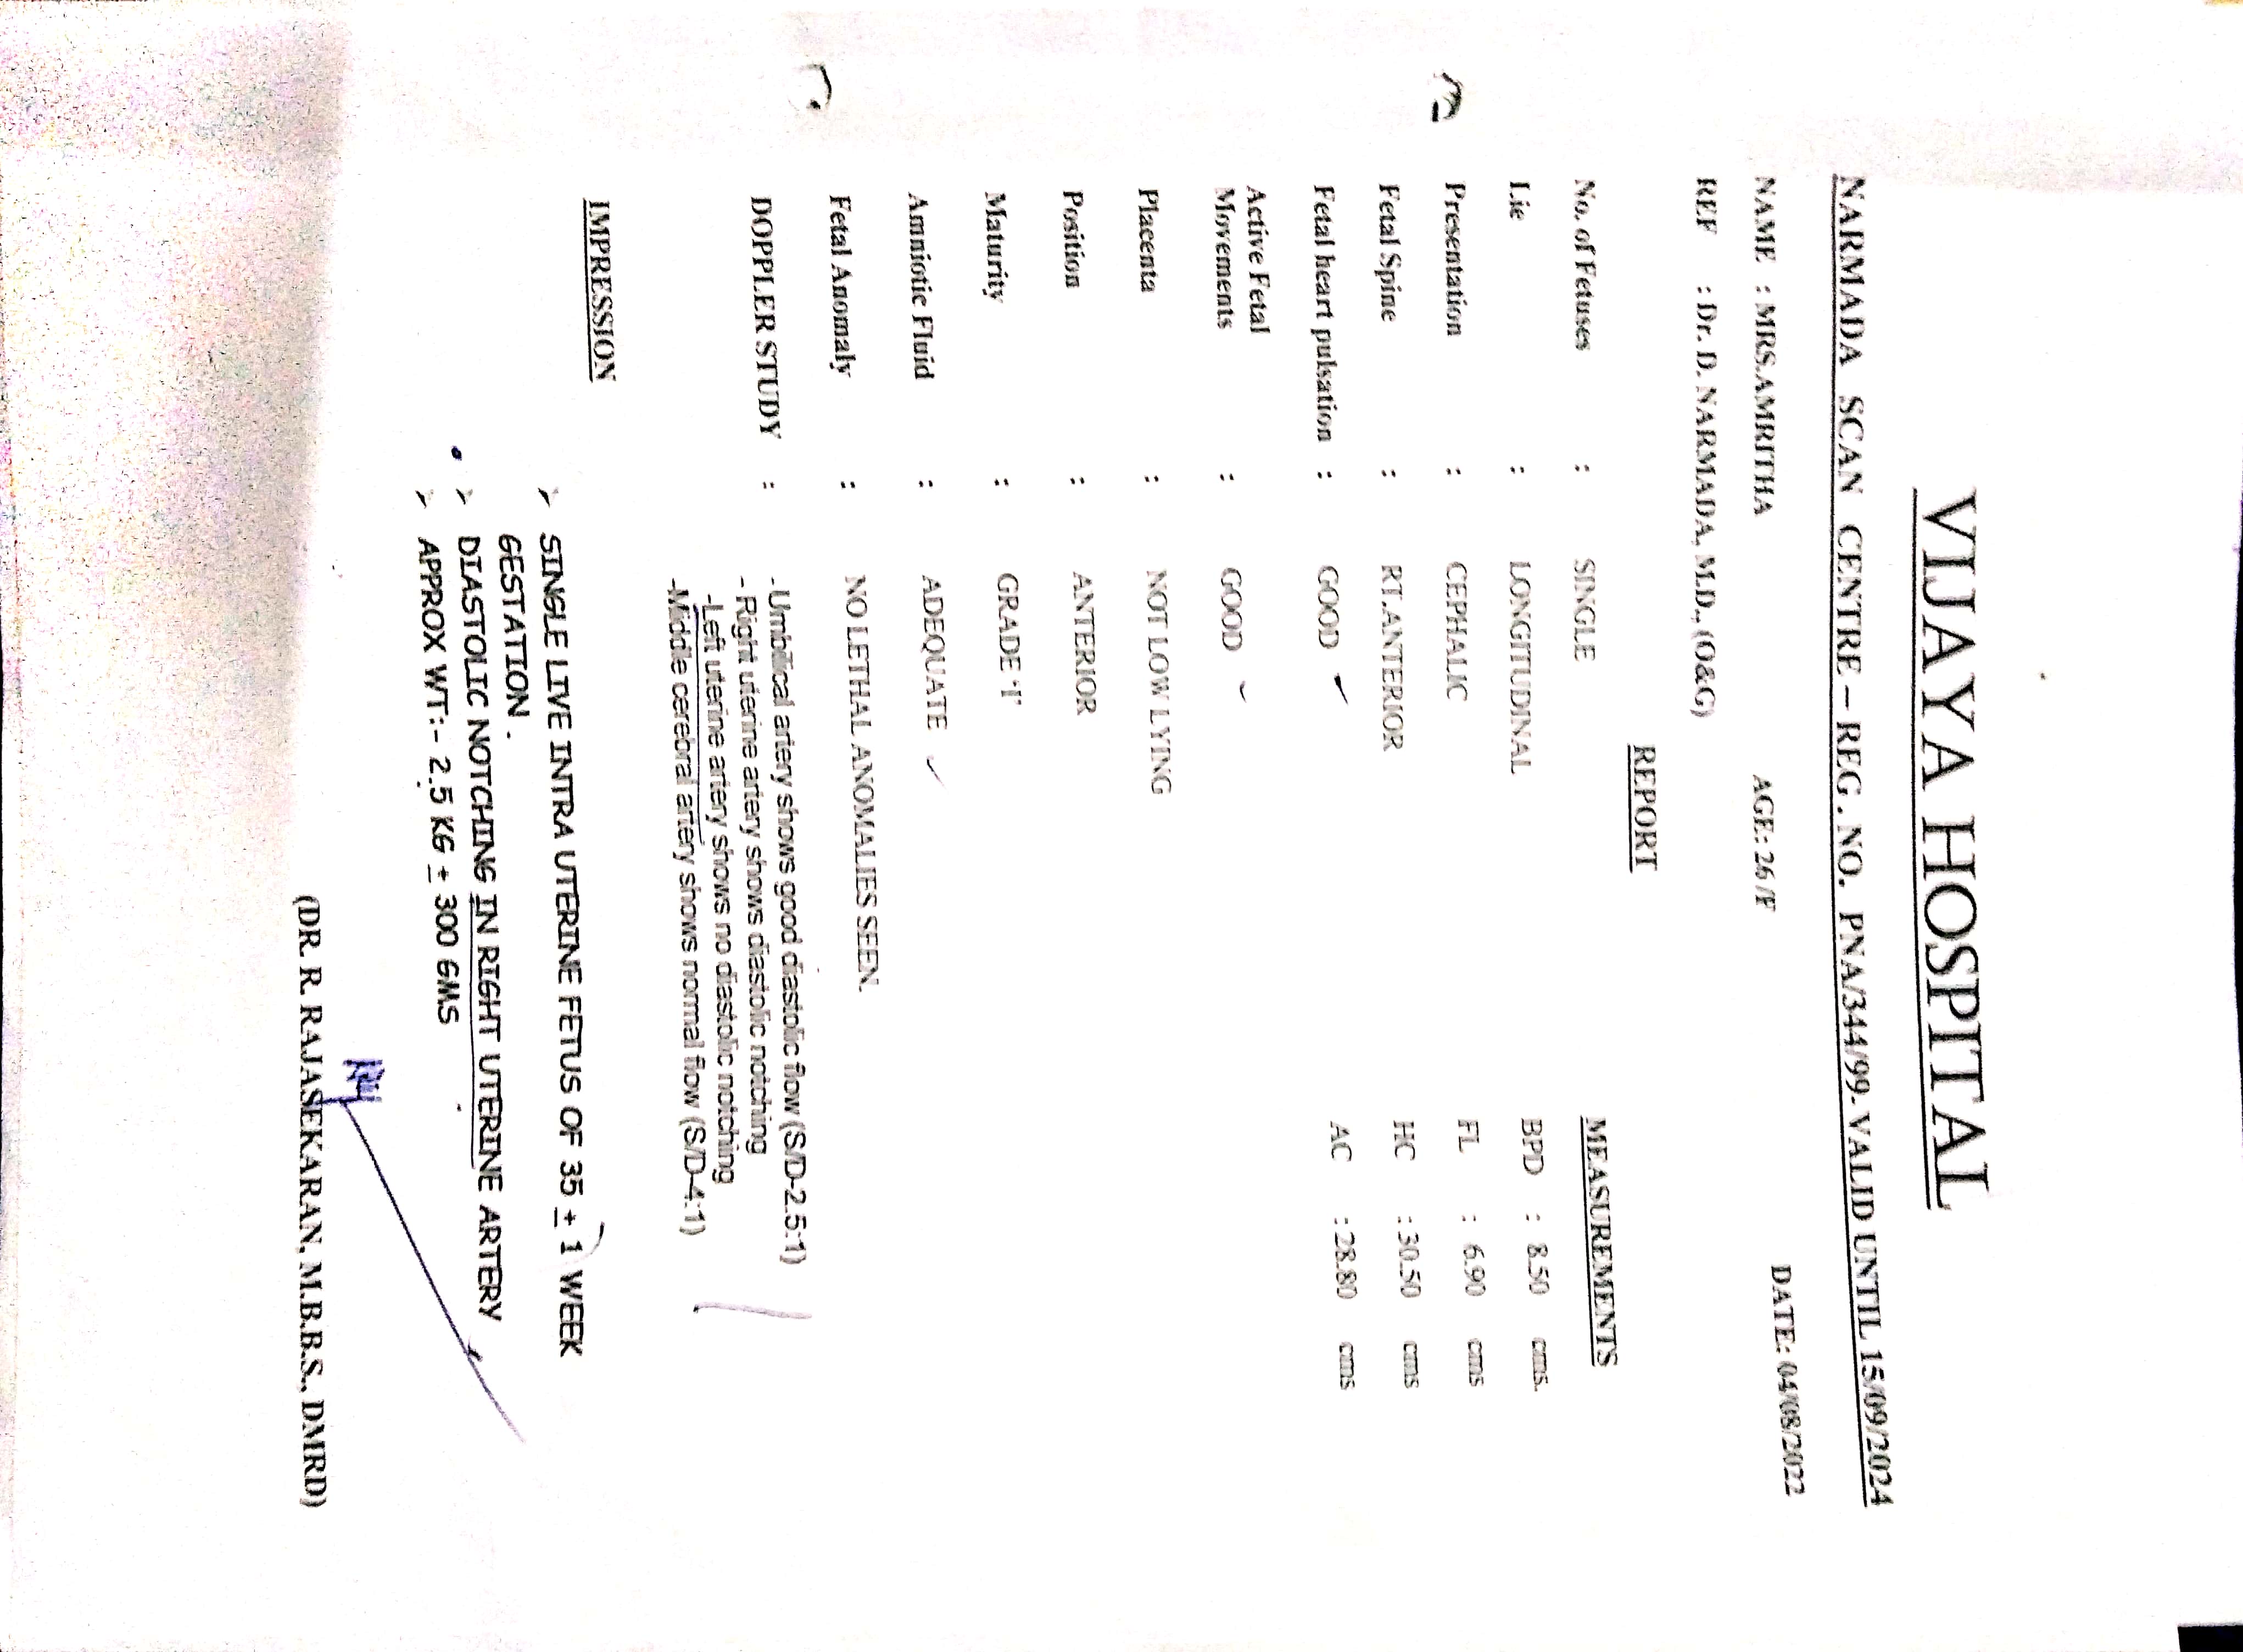 VIJAYA HOSPITAL
NARMADA SCAN CENTRE – REG . NO. PNA/344/99- VALID UNTIL 15/09/2024
NAME : MRS.AMRITHA AGE: 26 /F DATE: 04/08/2022
REF : Dr. D. NARMADA, M.D., (O&G)
REPORT
MEASUREMENTS
No. of Fetuses : SINGLE BPD : 8.50 cms.
Lie : LONGITUDINAL FL : 6.90 cms
Presentation : CEPHALIC HC : 30.50 cms
Fetal Spine : RT.ANTERIOR AC : 28.80 cms
Fetal heart pulsation : GOOD
Active Fetal
Movements : GOOD
Placenta : NOT LOW LYING
Position : ANTERIOR
Maturity : GRADE 'I'
Amniotic Fluid : ADEQUATE
Fetal Anomaly : NO LETHAL ANOMALIES SEEN.
DOPPLER STUDY : - Umbilical artery shows good diastolic flow (S/D-2.5:1)
- Right uterine artery shows diastolic notching
-Left uterine artery shows no diastolic notching
-Middle cerebral artery shows normal flow (S/D-4:1)
IMPRESSION
➢ SINGLE LIVE INTRA UTERINE FETUS OF 35 ± 1 WEEK
GESTATION .
➢ DIASTOLIC NOTCHING IN RIGHT UTERINE ARTERY
➢ APPROX WT:- 2.5 KG ± 300 GMS
(DR. R. RAJASEKARAN, M.B.B.S., DMRD)